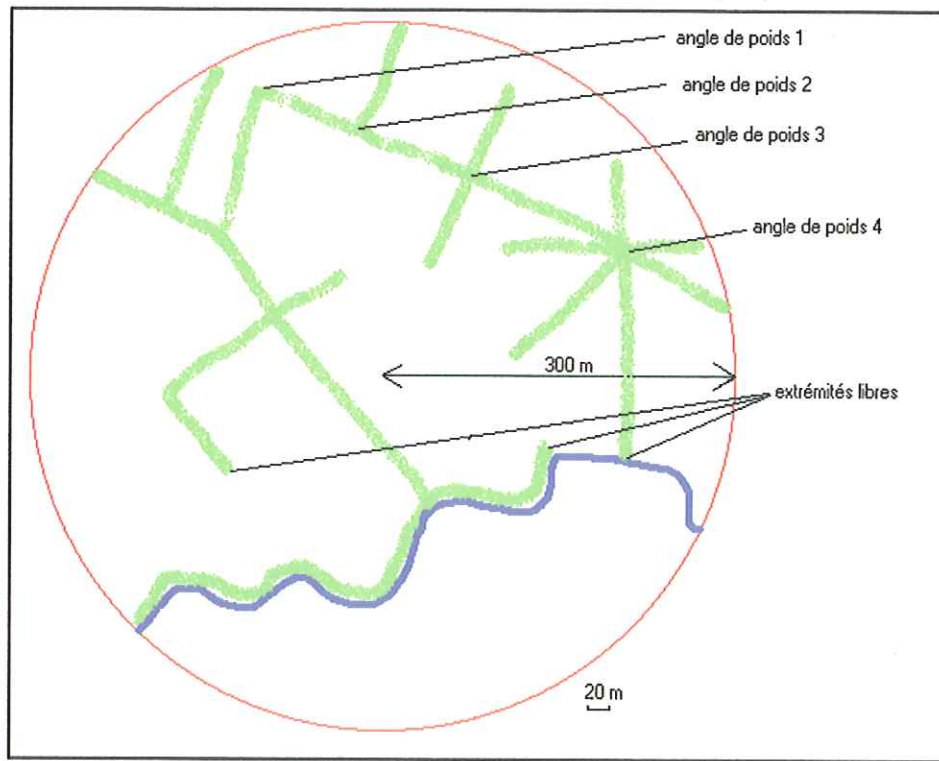 angle de poids 1
angle de poids 2
angle de poids 3
angle de poids 4
300 m
extrémités libres
20 m